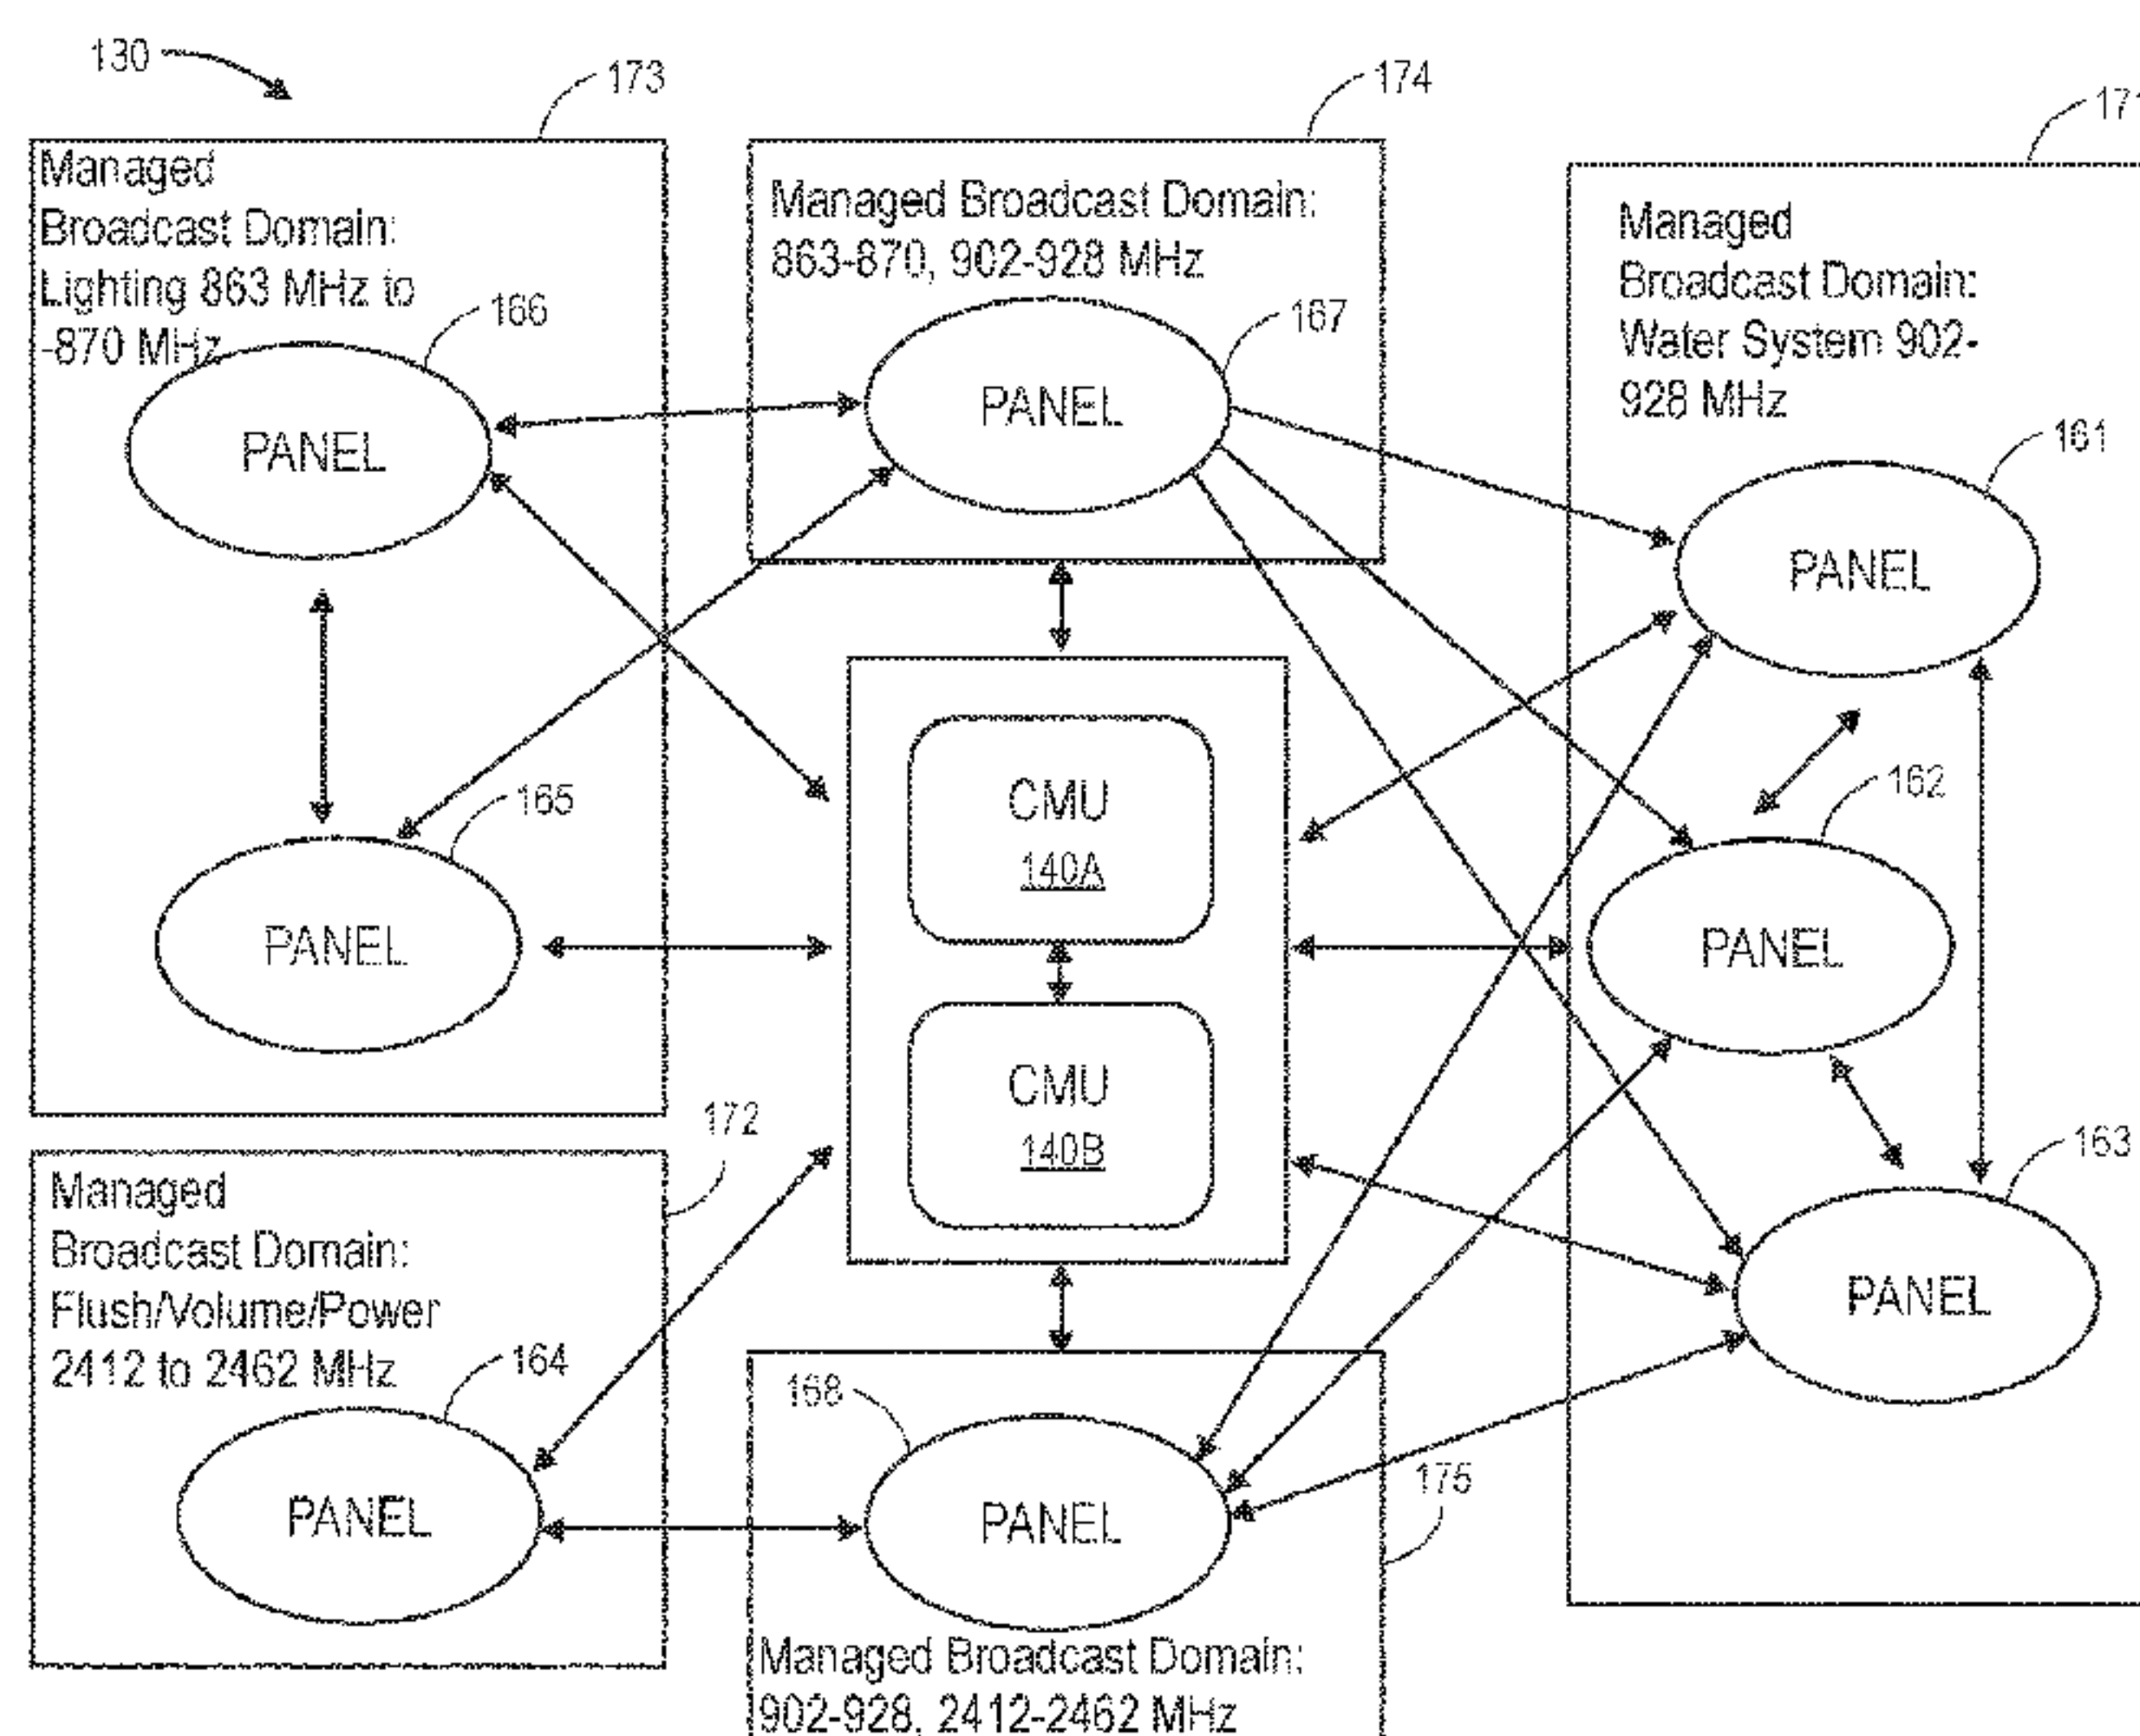 130
173
174
171
Managed
Broadcast Domain:
Lighting 863 MHz to
-870 MHz
166
PANEL
165
PANEL
Managed Broadcast Domain:
863-870, 902-928 MHz
167
PANEL
Managed
Broadcast Domain:
Water System 902-
928 MHz
161
PANEL
162
PANEL
163
PANEL
CMU
140A
CMU
140B
172
Managed
Broadcast Domain:
Flush/Volume/Power
2412 to 2462 MHz
164
PANEL
168
PANEL
175
Managed Broadcast Domain:
902-928, 2412-2462 MHz